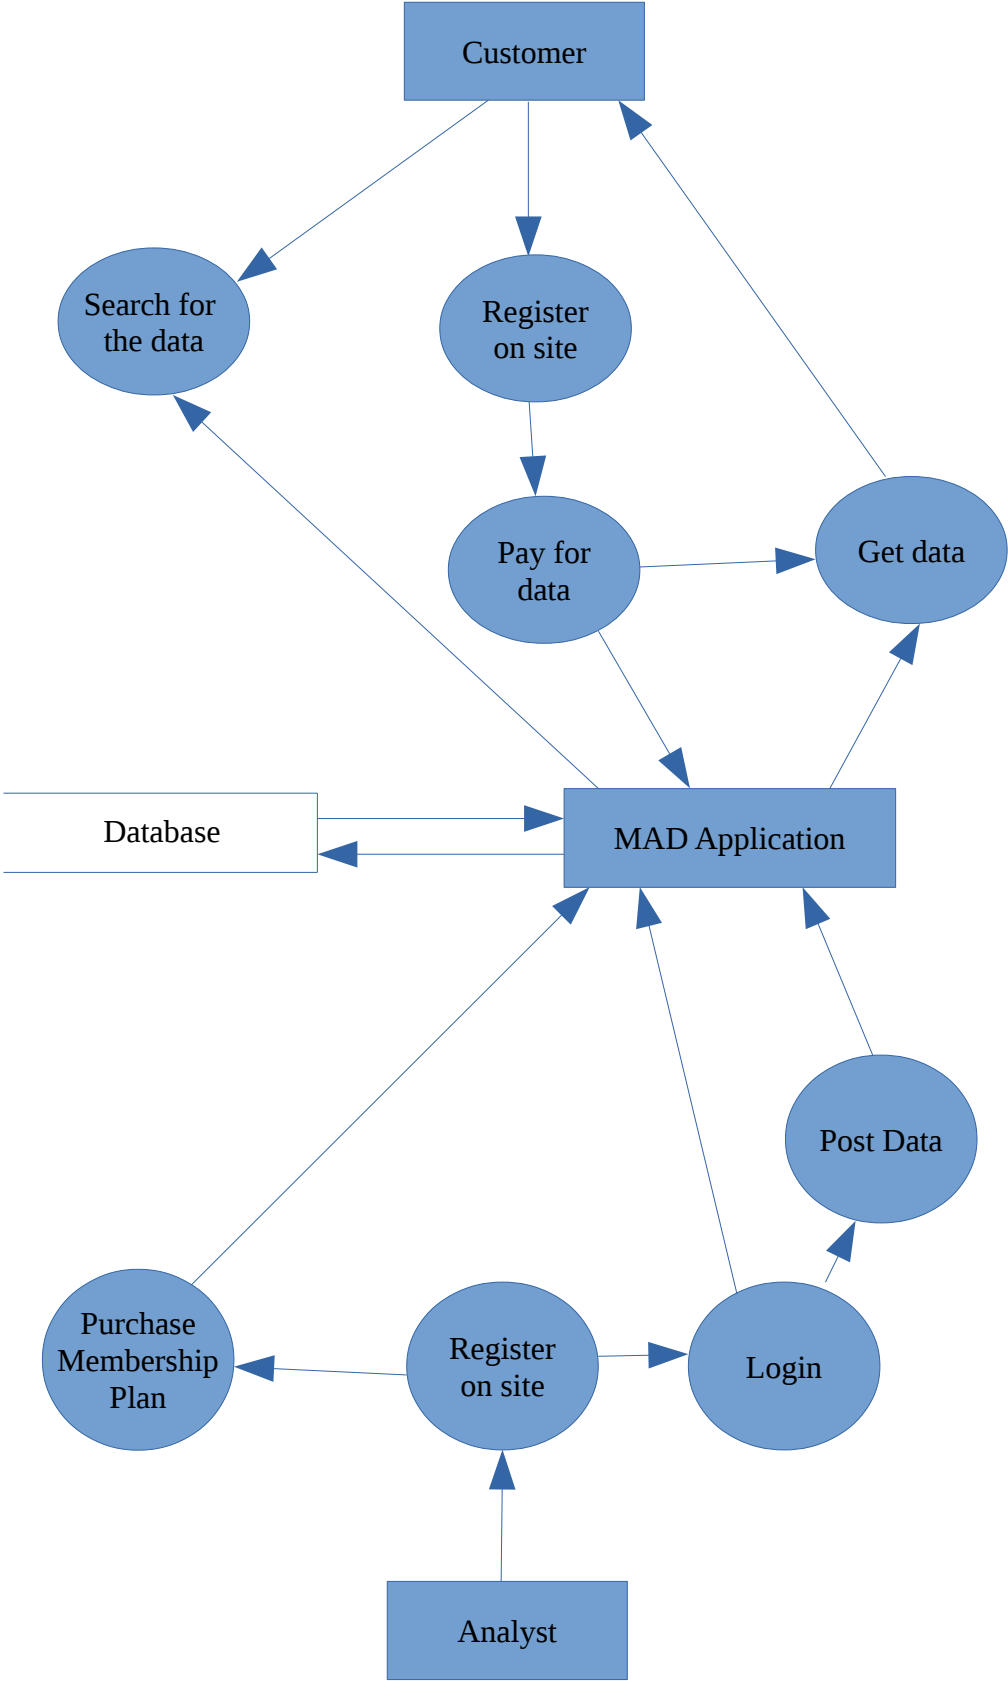 Customer
Search for
the data
Register
on site
Pay for
data
Get data
Database
MAD Application
Post Data
Purchase
Membership
Plan
Register
on site
Login
Analyst